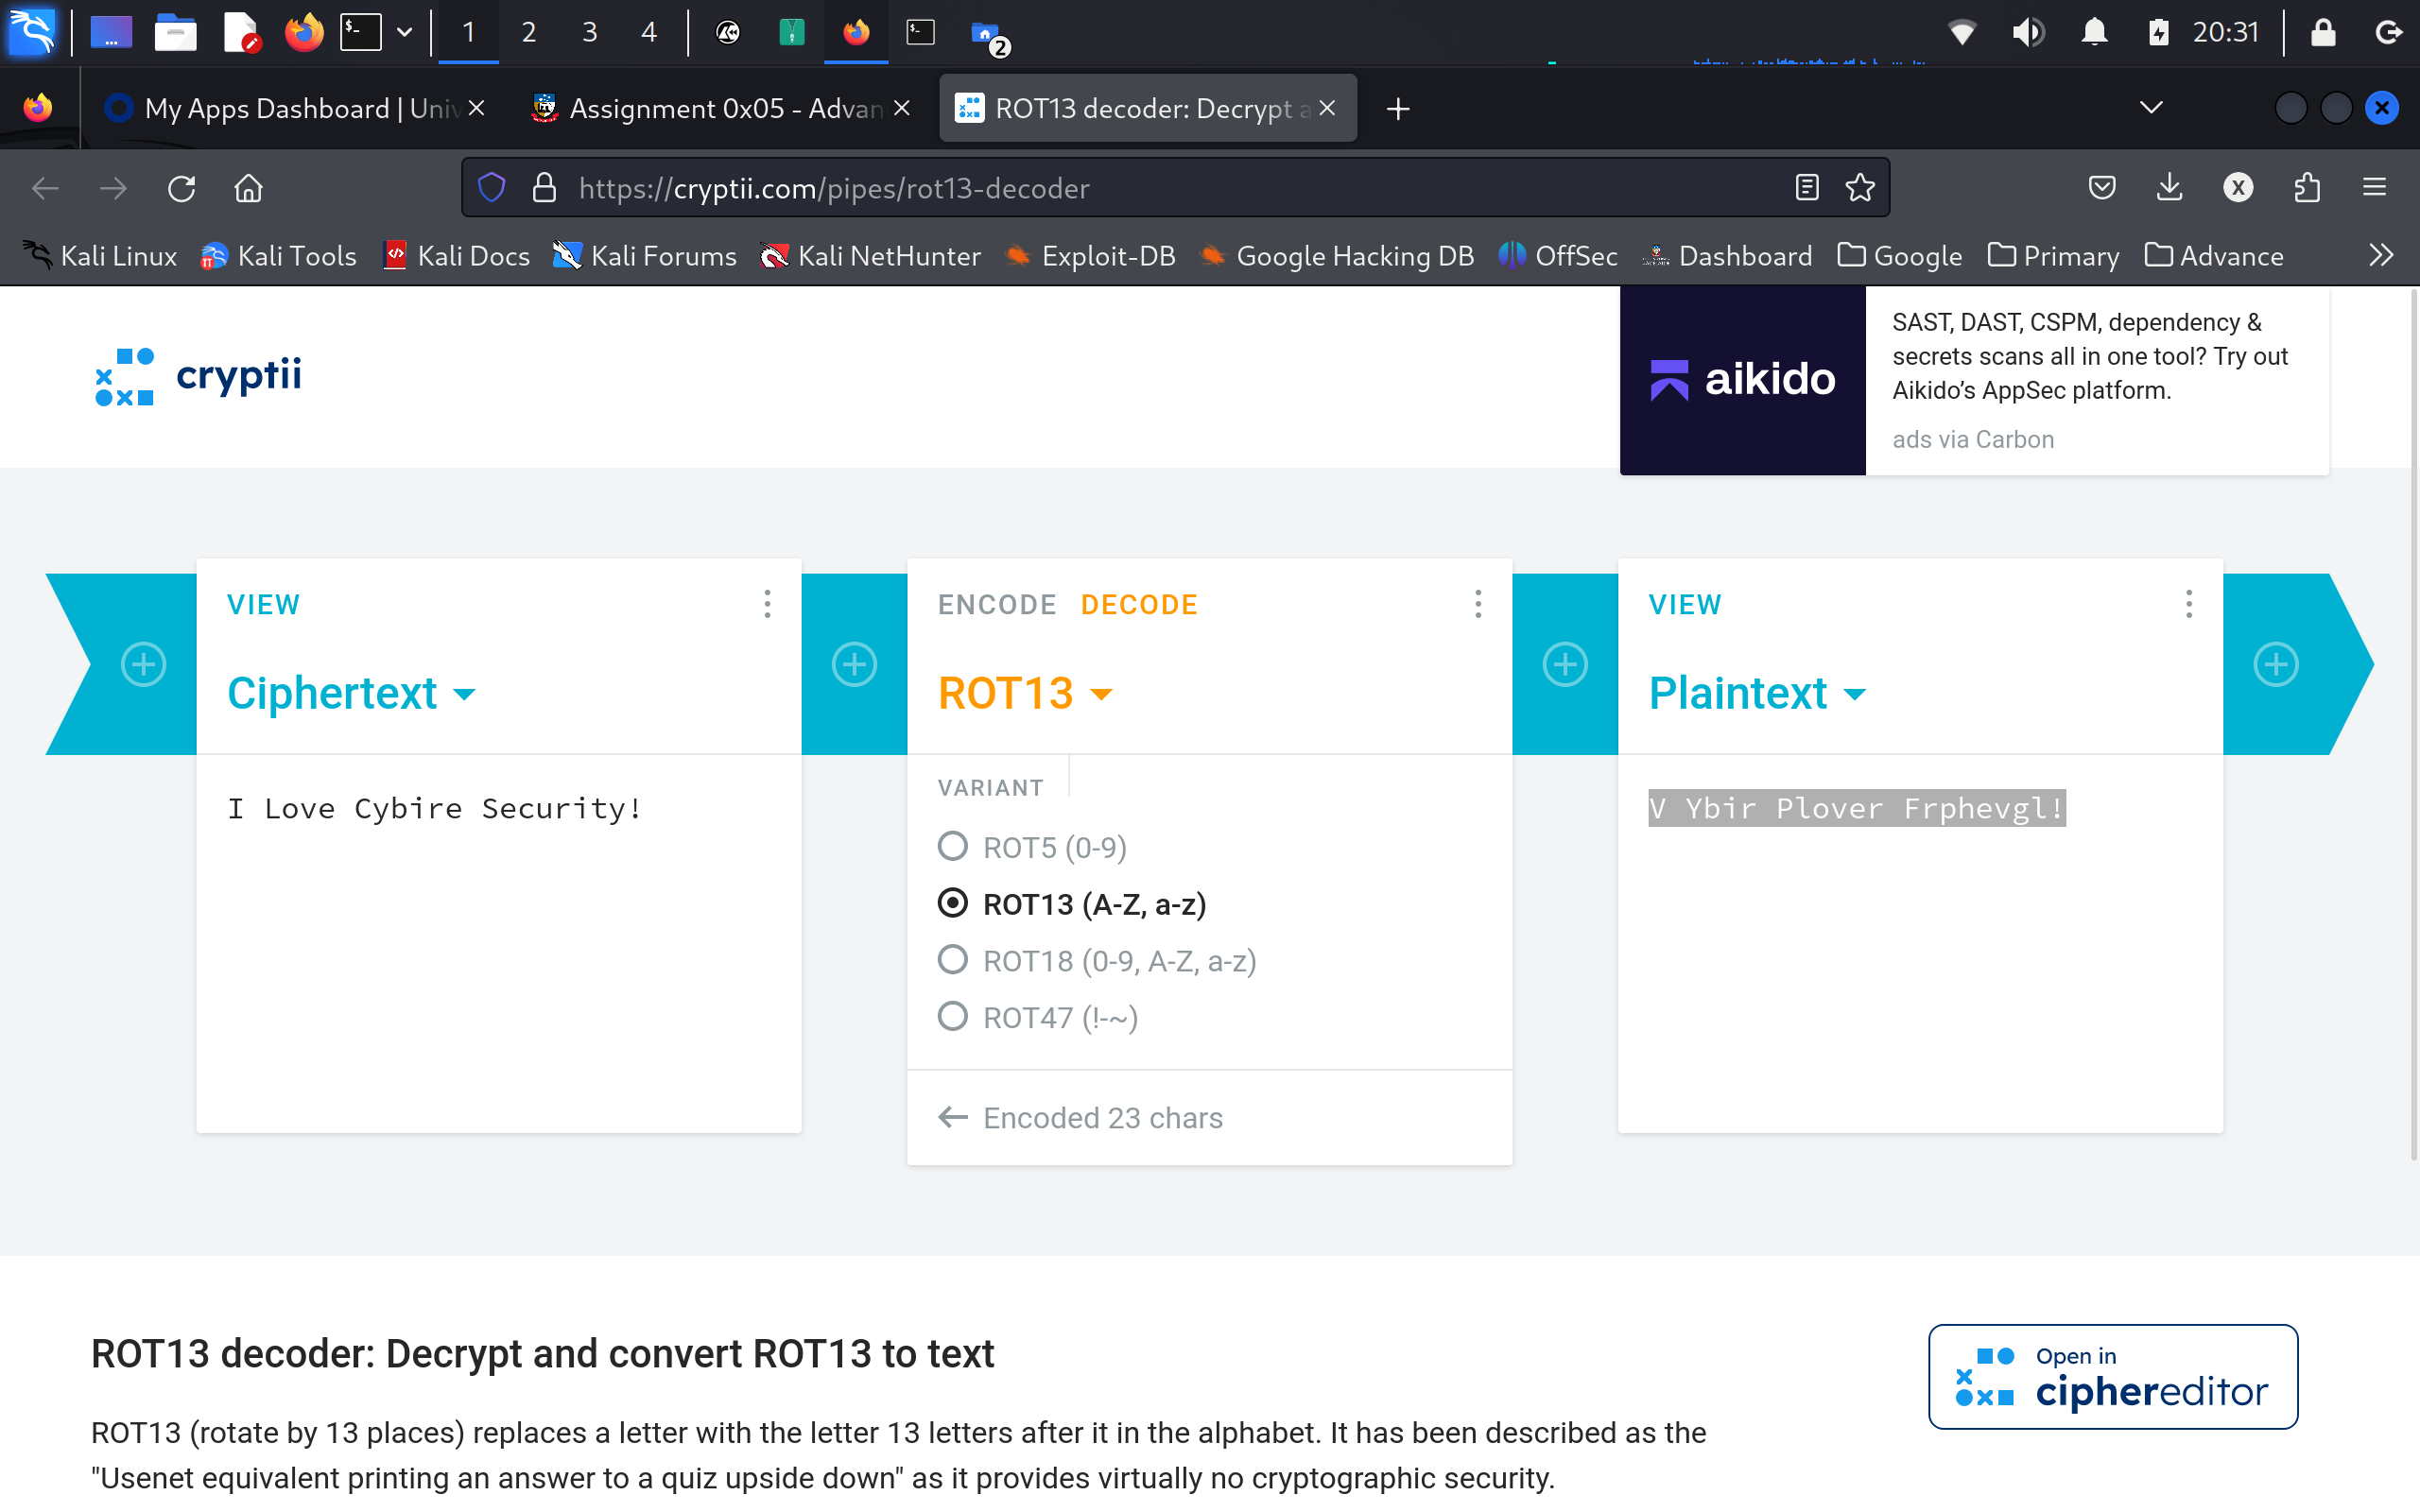 1 2 3 4 2 20:31
My Apps Dashboard | Univ Assignment 0x05 - Advan ROT13 decoder: Decrypt a
https://cryptii.com/pipes/rot13-decoder X
Kali Linux Kali Tools Kali Docs Kali Forums Kali NetHunter Exploit-DB Google Hacking DB OffSec Dashboard Google Primary Advance
cryptii
aikido
SAST, DAST, CSPM, dependency &
secrets scans all in one tool? Try out
Aikido’s AppSec platform.
ads via Carbon
VIEW
Ciphertext
I Love Cybire Security!
ENCODE DECODE
ROT13
VARIANT
ROT5 (0-9)
ROT13 (A-Z, a-z)
ROT18 (0-9, A-Z, a-z)
ROT47 (!-~)
Encoded 23 chars
VIEW
Plaintext
V Ybir Plover Frphevgl!
ROT13 decoder: Decrypt and convert ROT13 to text
ROT13 (rotate by 13 places) replaces a letter with the letter 13 letters after it in the alphabet. It has been described as the
"Usenet equivalent printing an answer to a quiz upside down" as it provides virtually no cryptographic security.
Open in
ciphereditor